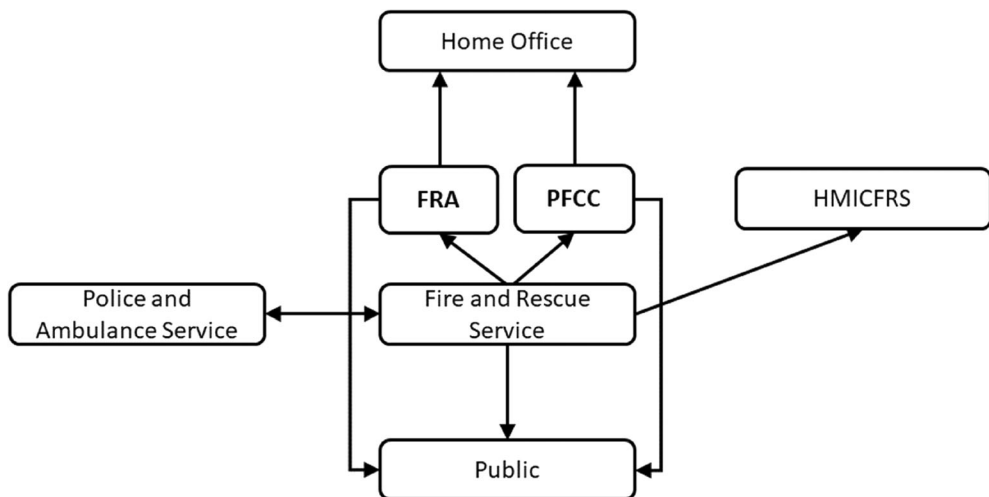 Home Office
FRA
PFCC
HMICFRS
Police and
Ambulance Service
Fire and Rescue
Service
Public